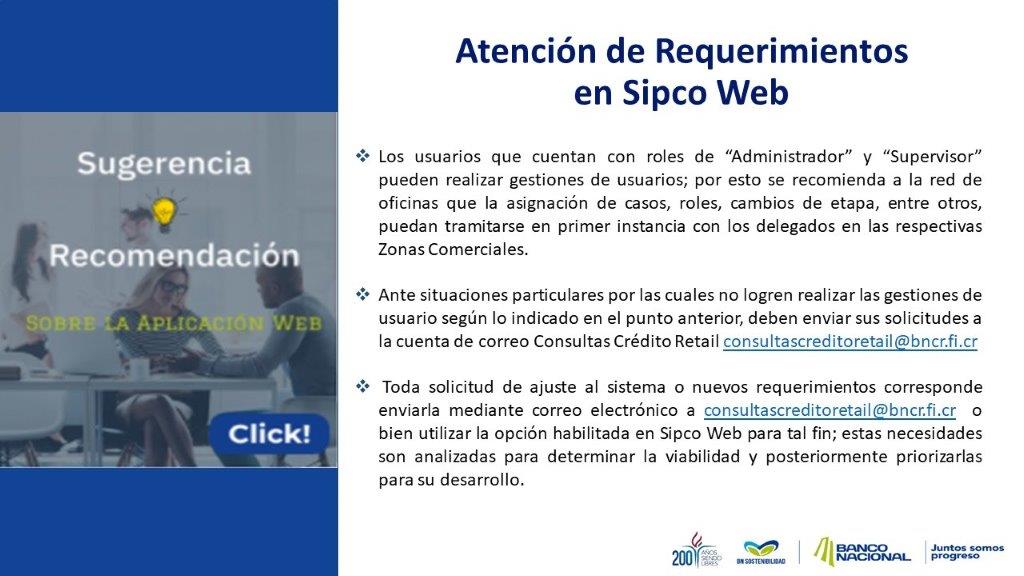 Atención de Requerimientos
en Sipco Web
Sugerencia
Recomendación
Sobre la Aplicación Web
Click!
❖ Los usuarios que cuentan con roles de “Administrador” y “Supervisor”
pueden realizar gestiones de usuarios; por esto se recomienda a la red de
oficinas que la asignación de casos, roles, cambios de etapa, entre otros,
puedan tramitarse en primer instancia con los delegados en las respectivas
Zonas Comerciales.
❖ Ante situaciones particulares por las cuales no logren realizar las gestiones de
usuario según lo indicado en el punto anterior, deben enviar sus solicitudes a
la cuenta de correo Consultas Crédito Retail consultascreditoretail@bncr.fi.cr
❖ Toda solicitud de ajuste al sistema o nuevos requerimientos corresponde
enviarla mediante correo electrónico a consultascreditoretail@bncr.fi.cr o
bien utilizar la opción habilitada en Sipco Web para tal fin; estas necesidades
son analizadas para determinar la viabilidad y posteriormente priorizarlas
para su desarrollo.
200 AÑOS SIENDO LIBRES
BN SOSTENIBILIDAD
BANCO NACIONAL
Juntos somos progreso